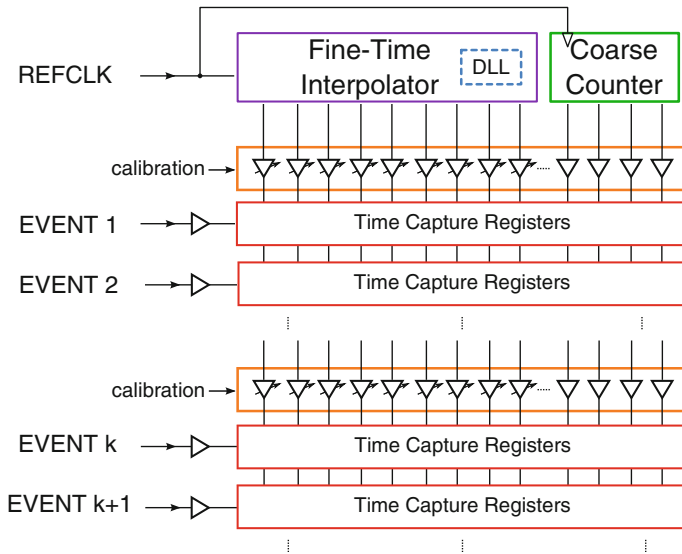 REFCLK
Fine-Time
Interpolator
DLL
Coarse
Counter
calibration
EVENT 1
Time Capture Registers
EVENT 2
Time Capture Registers
calibration
EVENT k
Time Capture Registers
EVENT k+1
Time Capture Registers